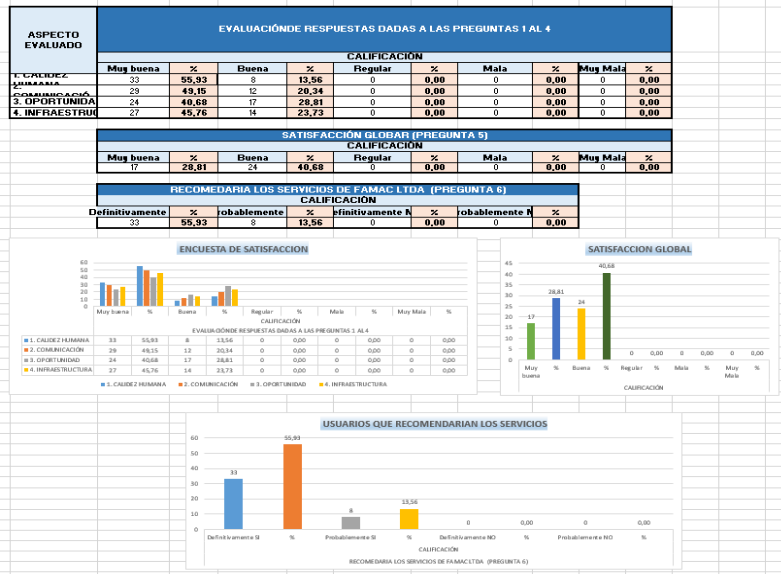 ASPECTO EVALUADO
EVALUACIÓNDE RESPUESTAS DADAS A LAS PREGUNTAS 1 AL 4
CALIFICACIÓN
Muy buena % Buena % Regular % Mala % Muy Mala %
1. CALIDEZ HUMANA 33 55,93 8 13,56 0 0,00 0 0,00 0 0,00
2. 29 49,15 12 20,34 0 0,00 0 0,00 0 0,00
3. OPORTUNIDA 24 40,68 17 28,81 0 0,00 0 0,00 0 0,00
4. INFRAESTRUC 27 45,76 14 23,73 0 0,00 0 0,00 0 0,00
SATISFACCIÓN GLOBAR (PREGUNTA 5)
CALIFICACIÓN
Muy buena % Buena % Regular % Mala % Muy Mala %
17 28,81 24 40,68 0 0,00 0 0,00 0 0,00
RECOMEDARIA LOS SERVICIOS DE FAMAC LTDA (PREGUNTA 6)
CALIFICACIÓN
Definitivamente % robablemente % efinitivamente N % robablemente N %
33 55,93 8 13,56 0 0,00 0 0,00
ENCUESTA DE SATISFACCION
60
50
40
30
20
10
0
Muy buena % Buena % Regular % Mala % Muy Mala %
CALIFICACIÓN
EVALUACIÓNDE RESPUESTAS DADAS A LAS PREGUNTAS 1 AL 4
1. CALIDEZ HUMANA 33 55,93 8 13,56 0 0,00 0 0,00 0 0,00
2. COMUNICACIÓN 29 49,15 12 20,34 0 0,00 0 0,00 0 0,00
3. OPORTUNIDAD 24 40,68 17 28,81 0 0,00 0 0,00 0 0,00
4. INFRAESTRUCTURA 27 45,76 14 23,73 0 0,00 0 0,00 0 0,00
1. CALIDEZ HUMANA 2. COMUNICACIÓN 3. OPORTUNIDAD 4. INFRAESTRUCTURA
SATISFACCION GLOBAL
45
40
35
30
25
20
15
10
5
0
17 28,81 24 40,68 0 0,00 0 0,00 0 0,00
Muy buena % Buena % Regular % Mala % Muy Mala %
CALIFICACIÓN
USUARIOS QUE RECOMENDARIAN LOS SERVICIOS
60
50
40
30
20
10
0
33 55,93 8 13,56 0 0,00 0 0,00
Definitivamente SI % Probablemente SI % Definitivamente NO % Probablemente NO %
CALIFICACIÓN
RECOMEDARIA LOS SERVICIOS DE FAMAC LTDA (PREGUNTA 6)